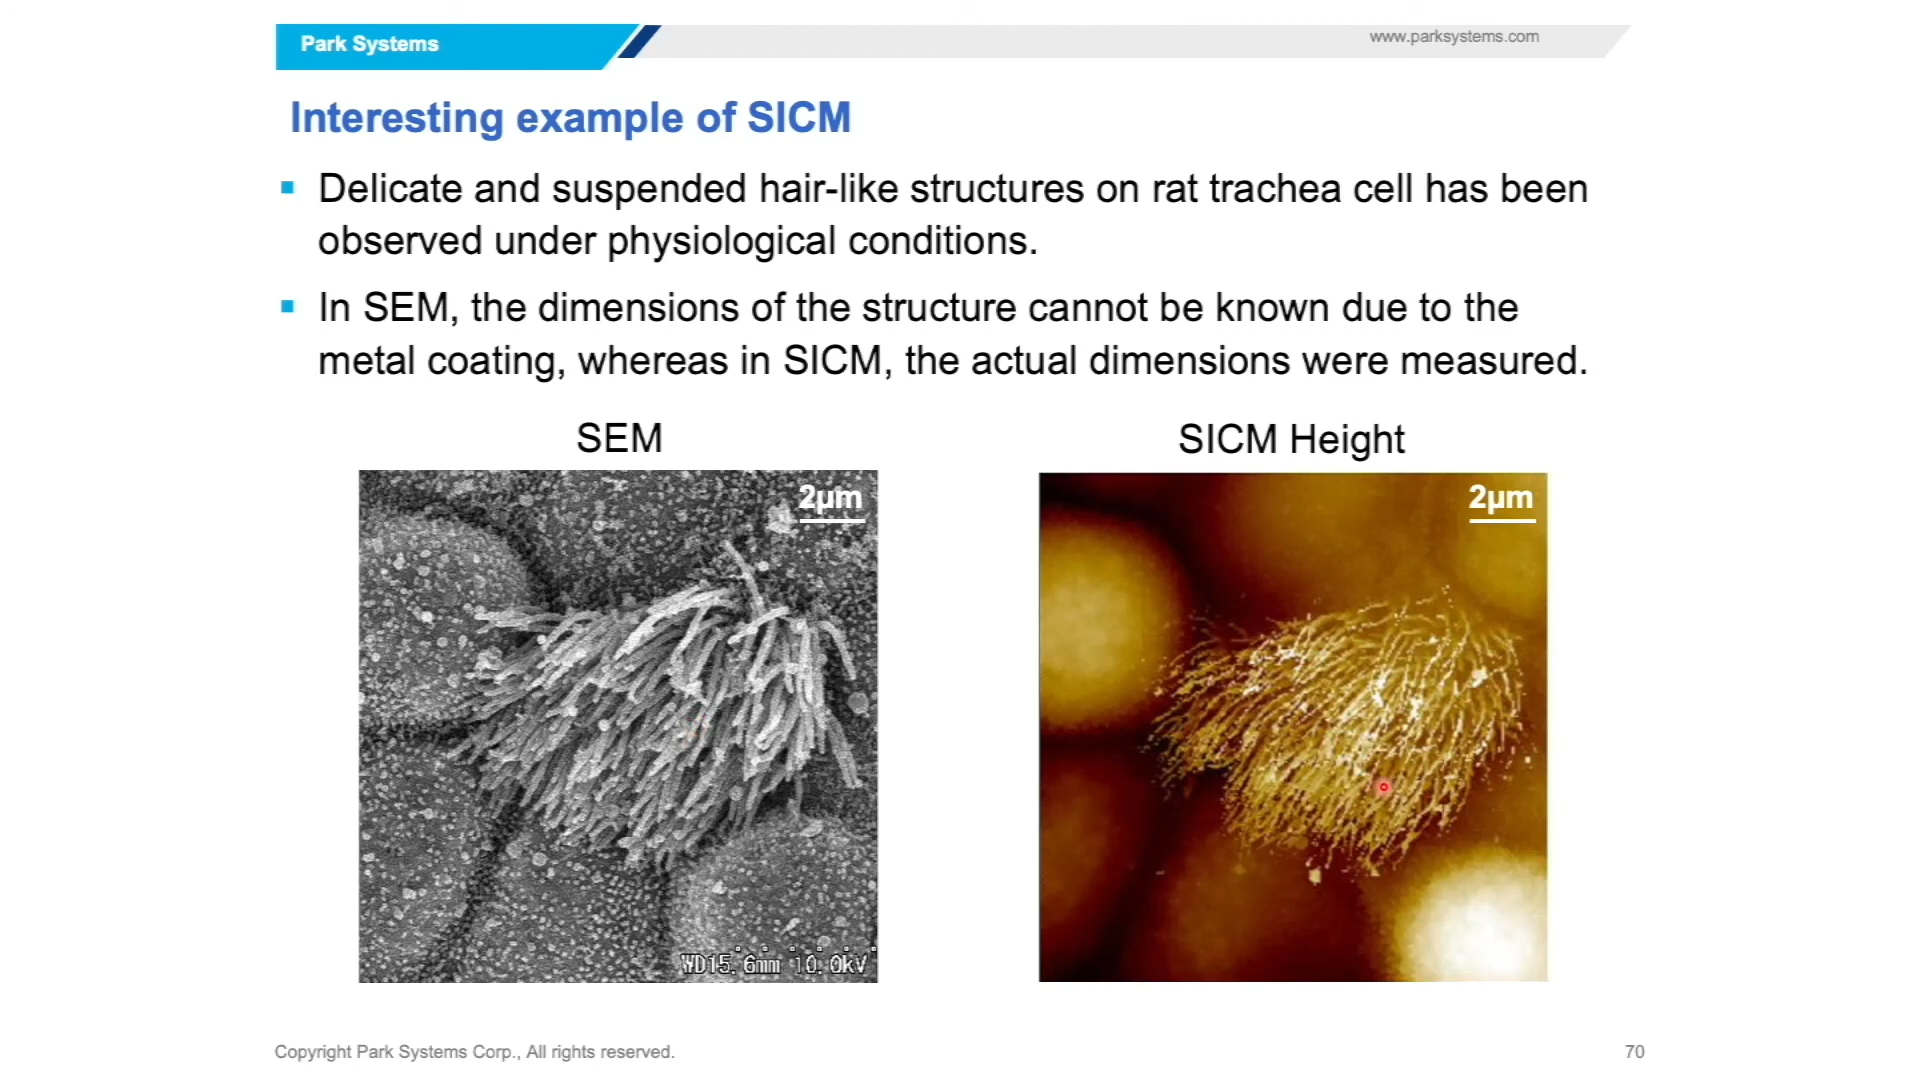 Park Systems
www.parksystems.com
Interesting example of SICM
Delicate and suspended hair-like structures on rat trachea cell has been
observed under physiological conditions.
In SEM, the dimensions of the structure cannot be known due to the
metal coating, whereas in SICM, the actual dimensions were measured.
SEM
SICM Height
2µm
2µm
WD15.6mm 10.0kV
Copyright Park Systems Corp., All rights reserved.
70